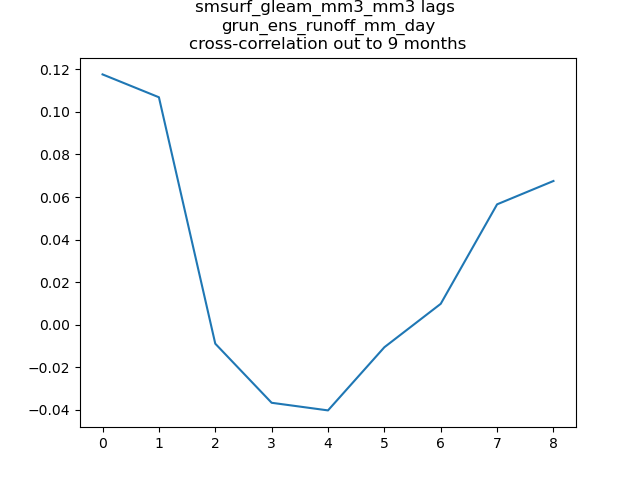 smsurf_gleam_mm3_mm3 lags
grun_ens_runoff_mm_day
cross-correlation out to 9 months
0.12
0.10
0.08
0.06
0.04
0.02
0.00
−0.02
−0.04
0 1 2 3 4 5 6 7 8